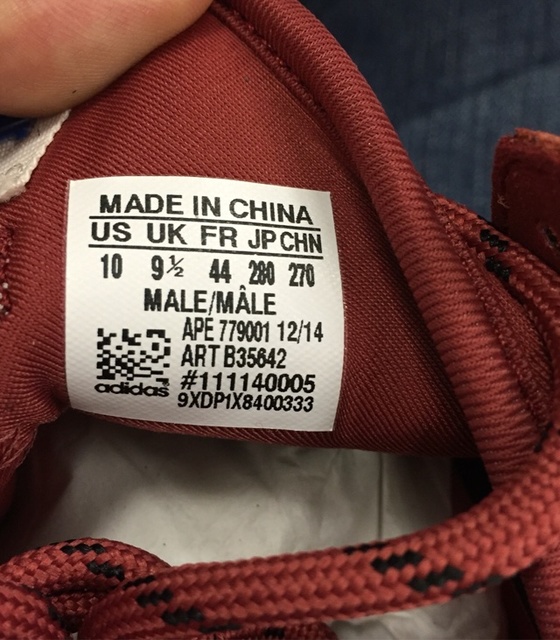 MADE IN CHINA
US UK FR JP CHN
10 9½ 44 280 270
MALE/MÂLE
APE 779001 12/14
ART B35642
#111140005
adidas 9XDP1X8400333